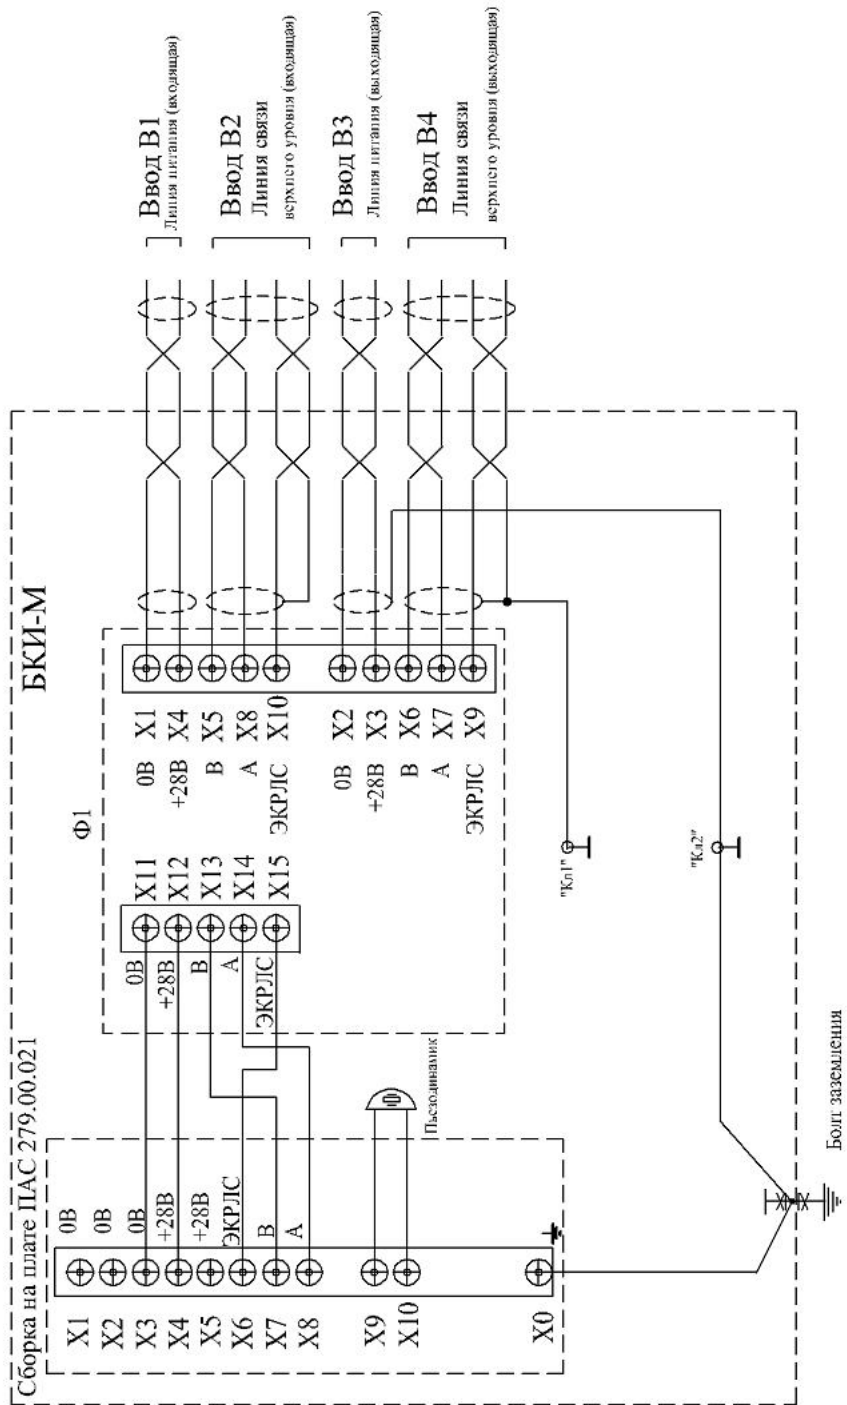 БКИ-М
Ввод В1
Линия питания (входящая)
Ввод В2
Линия связи
верхнего уровня (входящая)
Ввод В3
Линия питания (выходящая)
Ввод В4
Линия связи
верхнего уровня (выходящая)
Ф1
0В X1
+28В X4
В X5
А X8
ЭКРЛС X10
0В X2
+28В X3
В X6
А X7
ЭКРЛС X9
0В X11
+28В X12
В X13
А X14
ЭКРЛС X15
"Кл1"
"Кл2"
Сборка на плате ПАС 279.00.021
X1 0В
X2 0В
X3 0В
X4 +28В
X5 +28В
X6 ЭКРЛС
X7 В
X8 А
X9
X10
X0
Пьезодинамик
Болт заземления